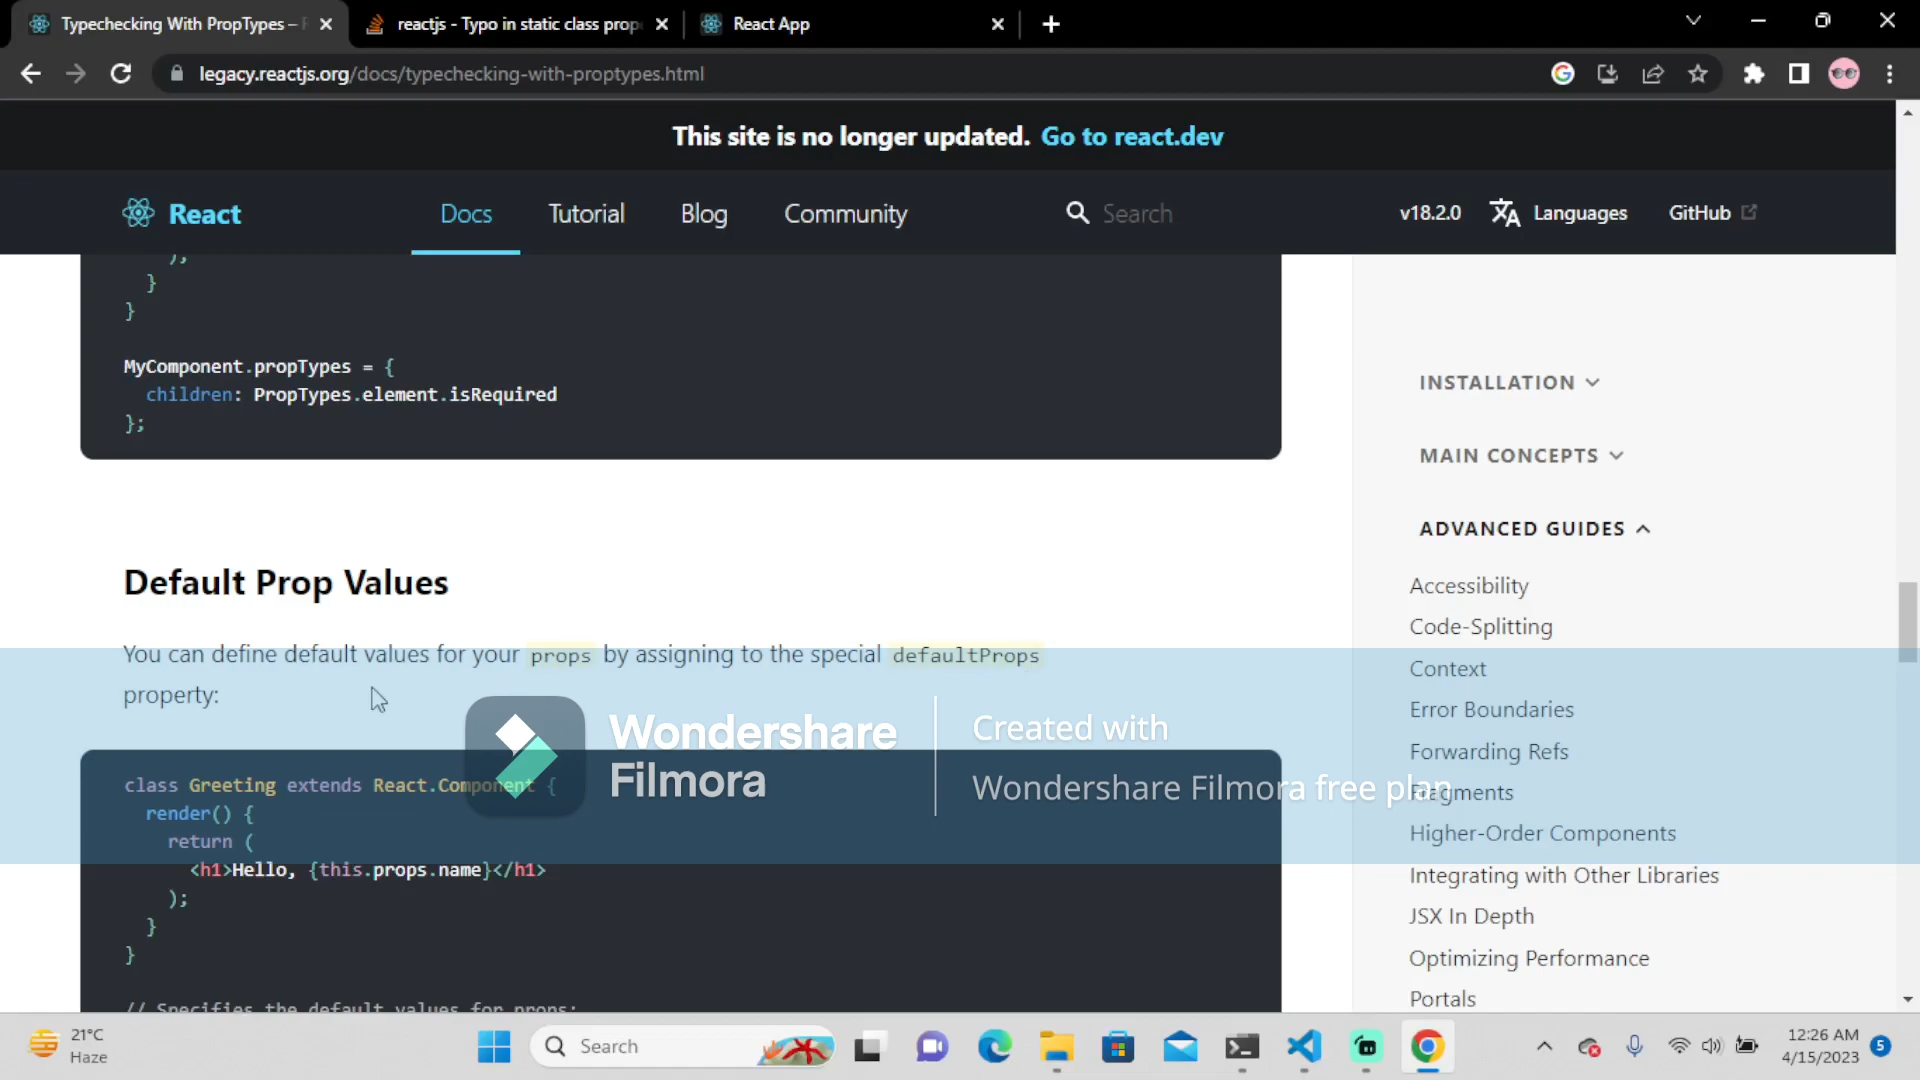 Typechecking With PropTypes –
reactjs - Typo in static class prop
React App
legacy.reactjs.org/docs/typechecking-with-proptypes.html
This site is no longer updated. Go to react.dev
React
Docs
Tutorial
Blog
Community
Search
v18.2.0
Languages
GitHub
);
}
}
MyComponent.propTypes = {
children: PropTypes.element.isRequired
};
Default Prop Values
You can define default values for your props by assigning to the special defaultProps
property:
class Greeting extends React.Component {
render() {
return (
<h1>Hello, {this.props.name}</h1>
);
}
}
// Specifies the default values for props:
INSTALLATION
MAIN CONCEPTS
ADVANCED GUIDES
Accessibility
Code-Splitting
Context
Error Boundaries
Forwarding Refs
Fragments
Higher-Order Components
Integrating with Other Libraries
JSX In Depth
Optimizing Performance
Portals
Wondershare
Filmora
Created with
Wondershare Filmora free plan
21°C
Haze
Search
12:26 AM
4/15/2023
5